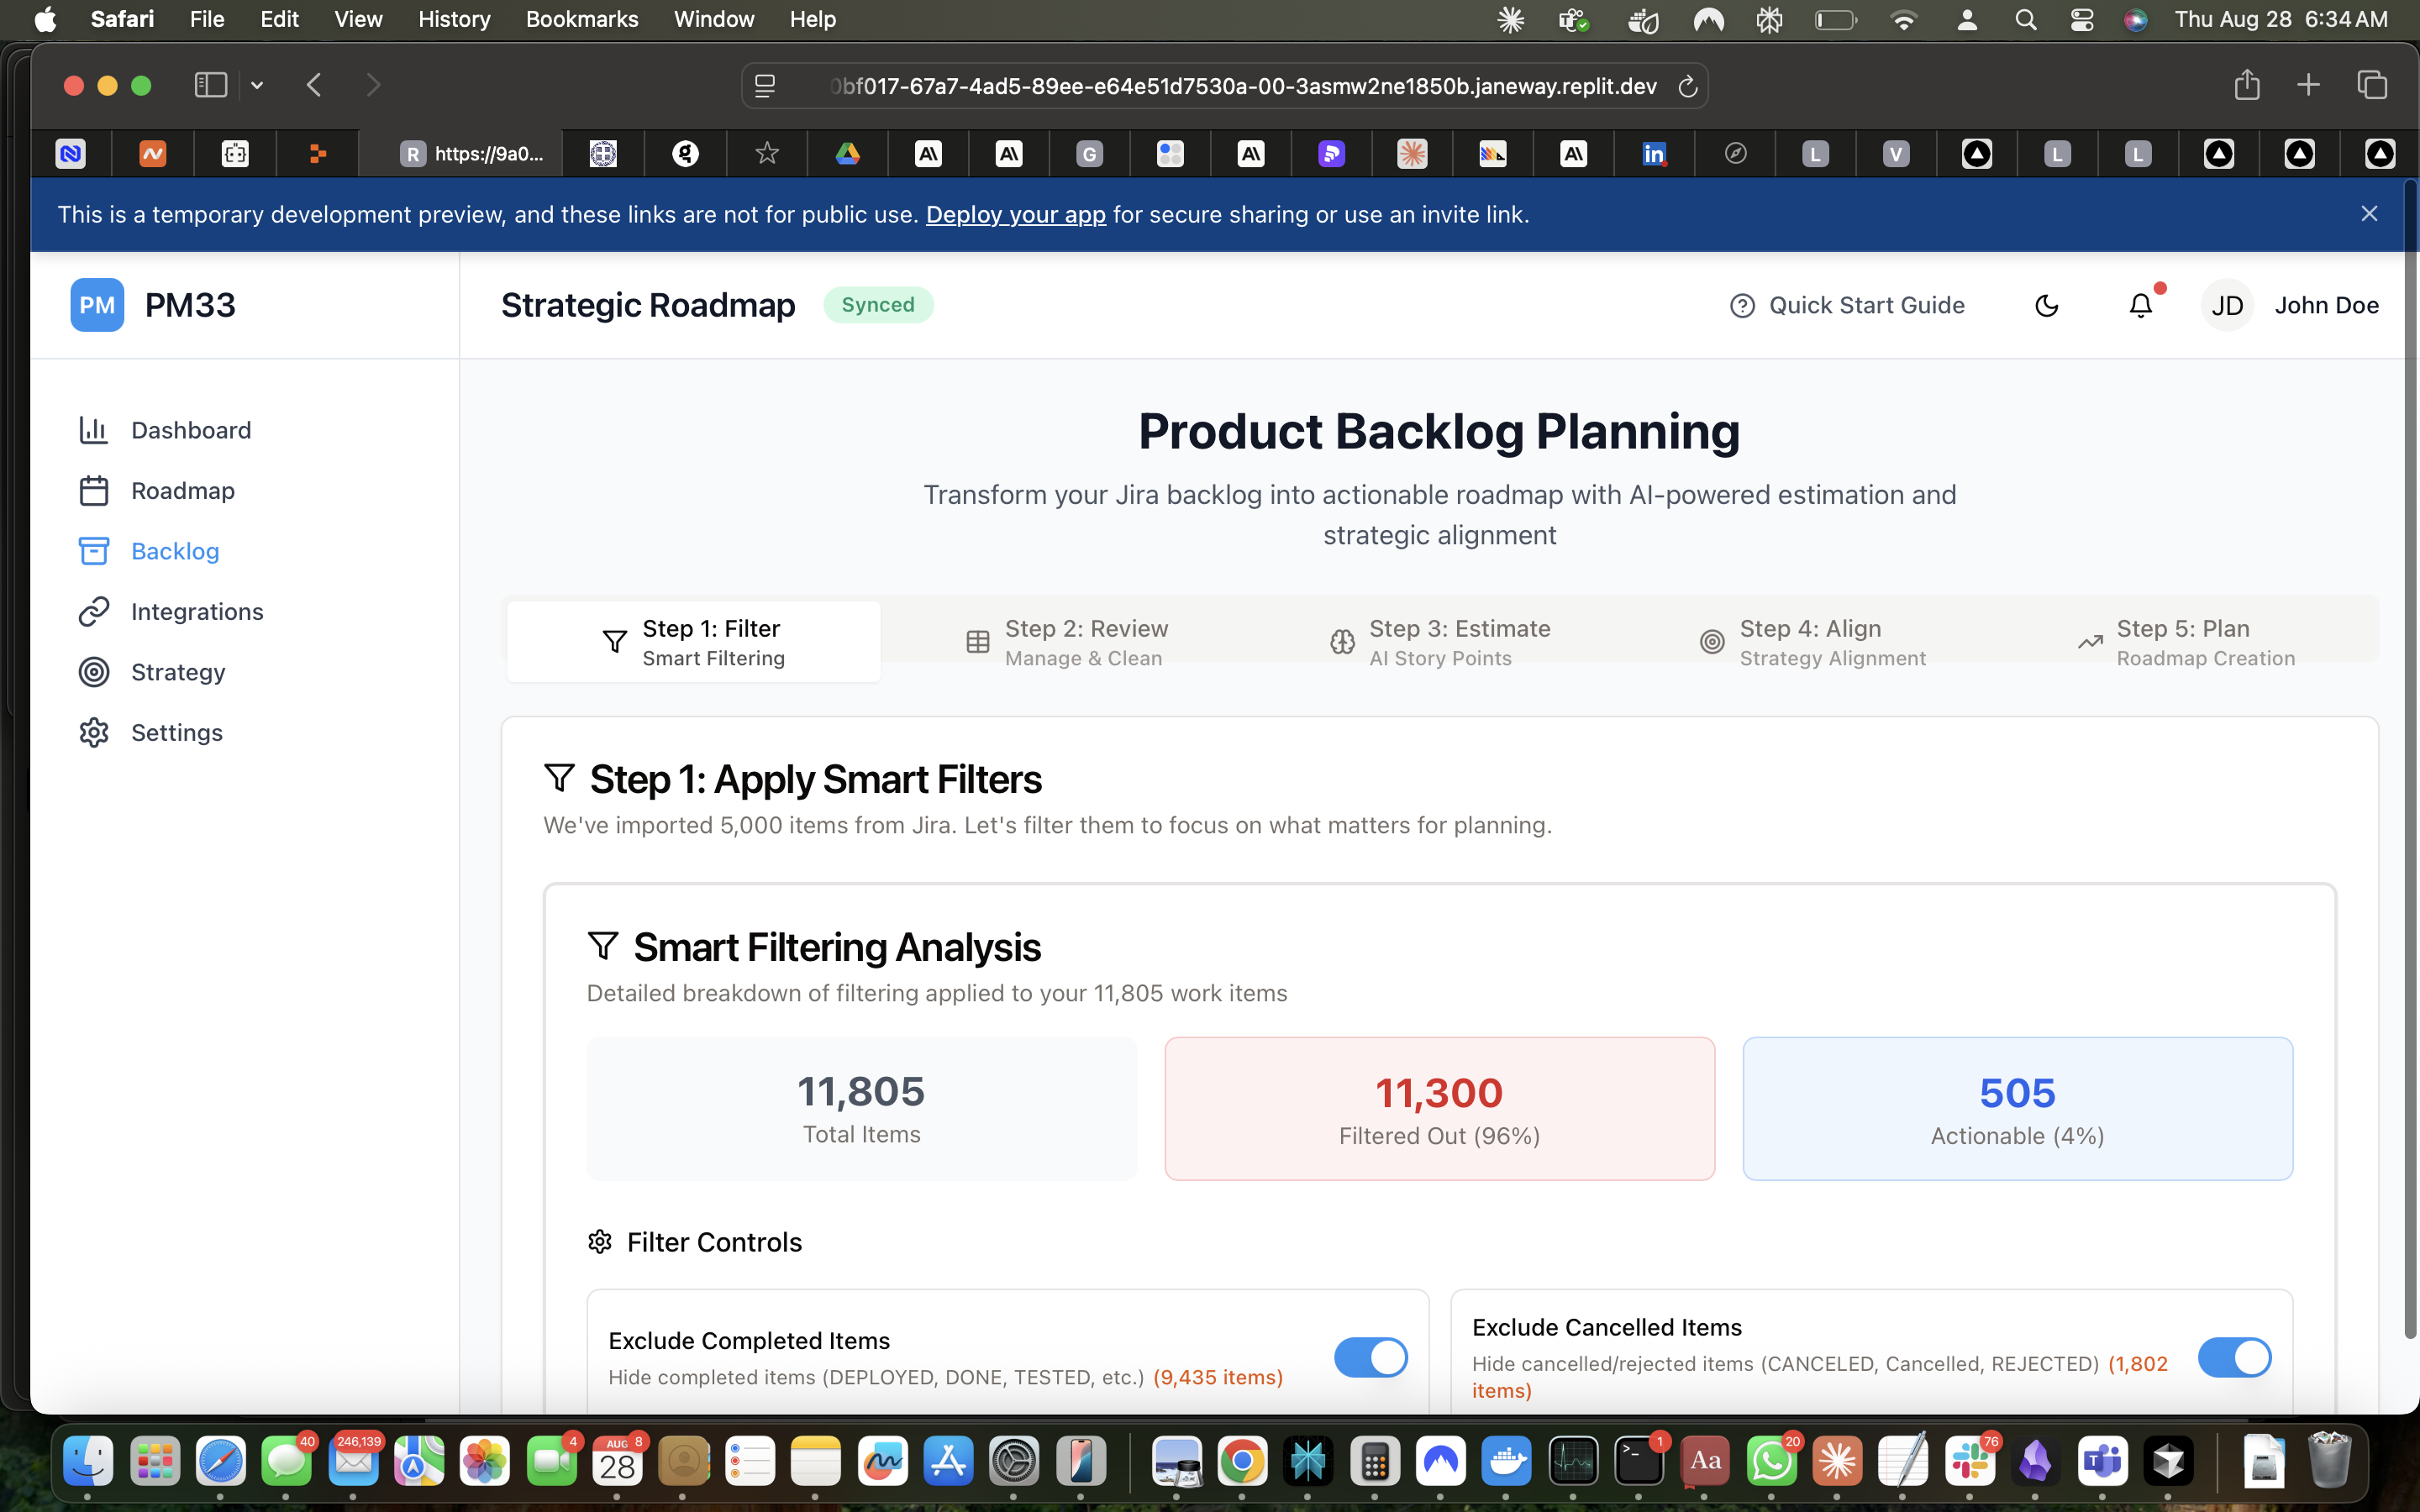 Safari File Edit View History Bookmarks Window Help Thu Aug 28 6:34 AM
0bf017-67a7-4ad5-89ee-e64e51d7530a-00-3asmw2ne1850b.janeway.replit.dev
R https://9a0... G L V L L
This is a temporary development preview, and these links are not for public use. Deploy your app for secure sharing or use an invite link.
PM PM33
Strategic Roadmap Synced Quick Start Guide JD John Doe
Dashboard
Roadmap
Backlog
Integrations
Strategy
Settings
Product Backlog Planning
Transform your Jira backlog into actionable roadmap with AI-powered estimation and
strategic alignment
Step 1: Filter
Smart Filtering
Step 2: Review
Manage & Clean
Step 3: Estimate
AI Story Points
Step 4: Align
Strategy Alignment
Step 5: Plan
Roadmap Creation
Step 1: Apply Smart Filters
We've imported 5,000 items from Jira. Let's filter them to focus on what matters for planning.
Smart Filtering Analysis
Detailed breakdown of filtering applied to your 11,805 work items
11,805
Total Items
11,300
Filtered Out (96%)
505
Actionable (4%)
Filter Controls
Exclude Completed Items
Hide completed items (DEPLOYED, DONE, TESTED, etc.) (9,435 items)
Exclude Cancelled Items
Hide cancelled/rejected items (CANCELED, Cancelled, REJECTED) (1,802
items)
40 246,139 4 AUG 8 28 1 Aa 20 76